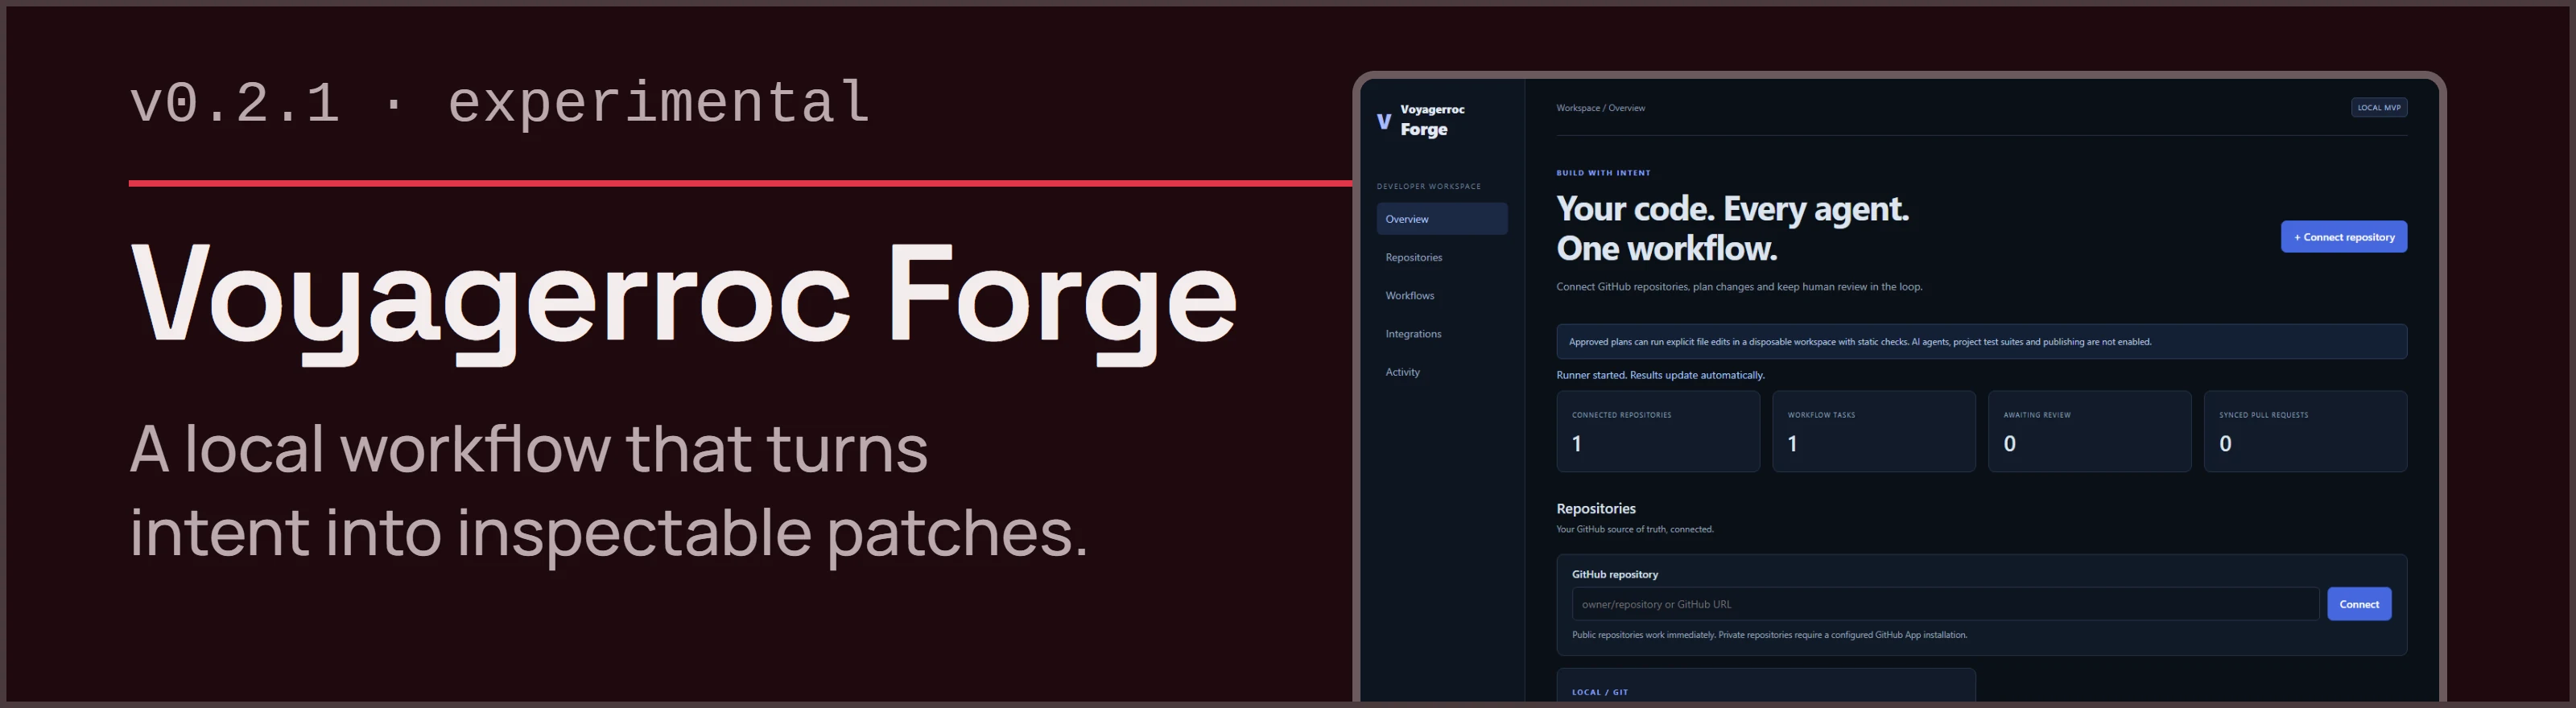 v0.2.1 · experimental
Voyagerroc Forge
A local workflow that turns
intent into inspectable patches.
V
Voyagerroc
Forge
DEVELOPER WORKSPACE
Overview
Repositories
Workflows
Integrations
Activity
Workspace / Overview
LOCAL MVP
BUILD WITH INTENT
Your code. Every agent.
One workflow.
+ Connect repository
Connect GitHub repositories, plan changes and keep human review in the loop.
Approved plans can run explicit file edits in a disposable workspace with static checks. AI agents, project test suites and publishing are not enabled.
Runner started. Results update automatically.
CONNECTED REPOSITORIES
1
WORKFLOW TASKS
1
AWAITING REVIEW
0
SYNCED PULL REQUESTS
0
Repositories
Your GitHub source of truth, connected.
GitHub repository
owner/repository or GitHub URL
Connect
Public repositories work immediately. Private repositories require a configured GitHub App installation.
LOCAL / GIT